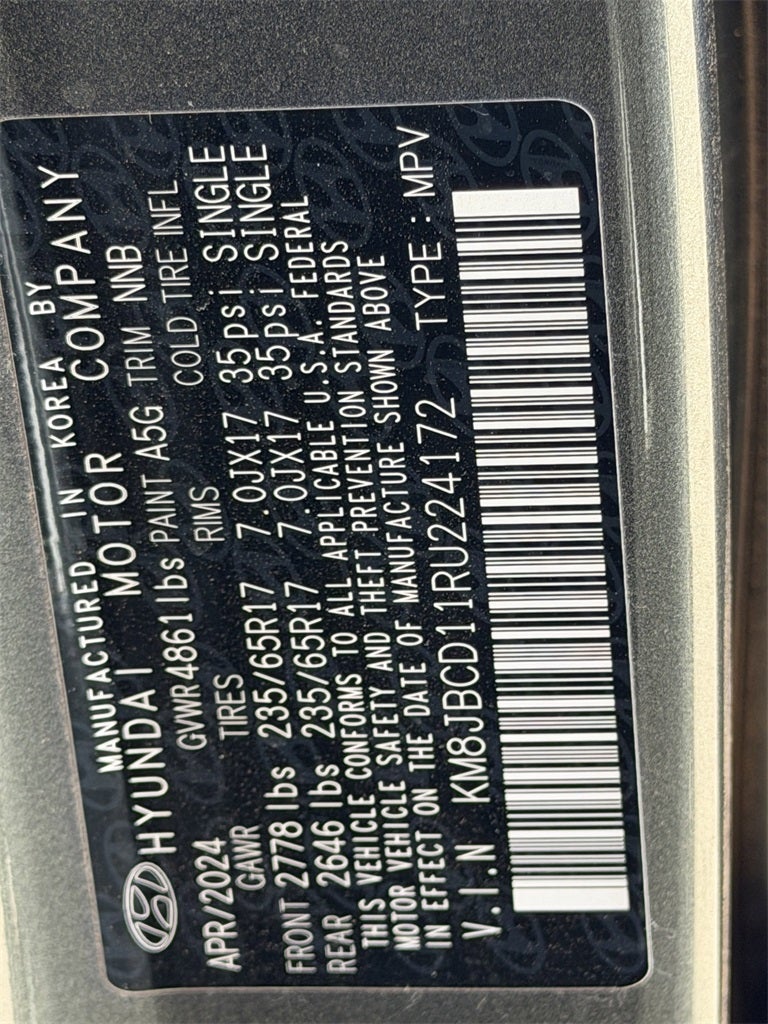 MANUFACTURED IN KOREA BY
HYUNDAI MOTOR COMPANY
APR/2024 GVWR 4861lbs PAINT A5G TRIM NNB
GAWR TIRES RIMS COLD TIRE INFL
FRONT 2778 lbs 235/65R17 7.0JX17 35psi SINGLE
REAR 2646 lbs 235/65R17 7.0JX17 35psi SINGLE
THIS VEHICLE CONFORMS TO ALL APPLICABLE U.S.A. FEDERAL
MOTOR VEHICLE SAFETY AND THEFT PREVENTION STANDARDS
IN EFFECT ON THE DATE OF MANUFACTURE SHOWN ABOVE
V.I.N KM8JBCD11RU224172 TYPE : MPV